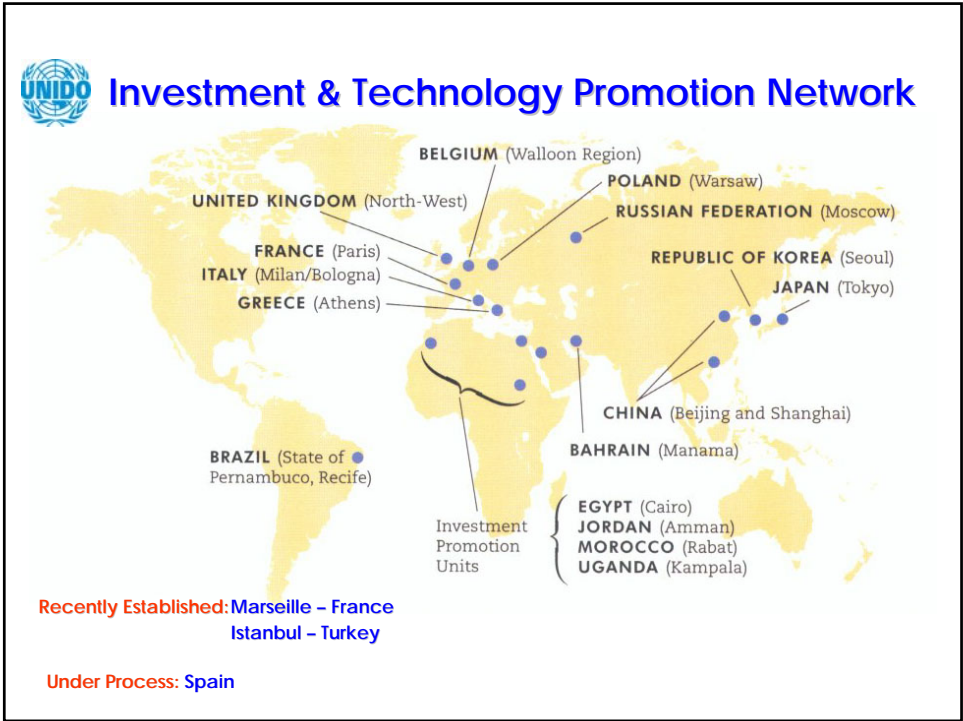 UNIDO
Investment & Technology Promotion Network
BELGIUM (Walloon Region)
POLAND (Warsaw)
UNITED KINGDOM (North-West)
RUSSIAN FEDERATION (Moscow)
FRANCE (Paris)
REPUBLIC OF KOREA (Seoul)
ITALY (Milan/Bologna)
JAPAN (Tokyo)
GREECE (Athens)
CHINA (Beijing and Shanghai)
BAHRAIN (Manama)
BRAZIL (State of
Pernambuco, Recife)
Investment
Promotion
Units
EGYPT (Cairo)
JORDAN (Amman)
MOROCCO (Rabat)
UGANDA (Kampala)
Recently Established: Marseille – France
Istanbul – Turkey
Under Process: Spain